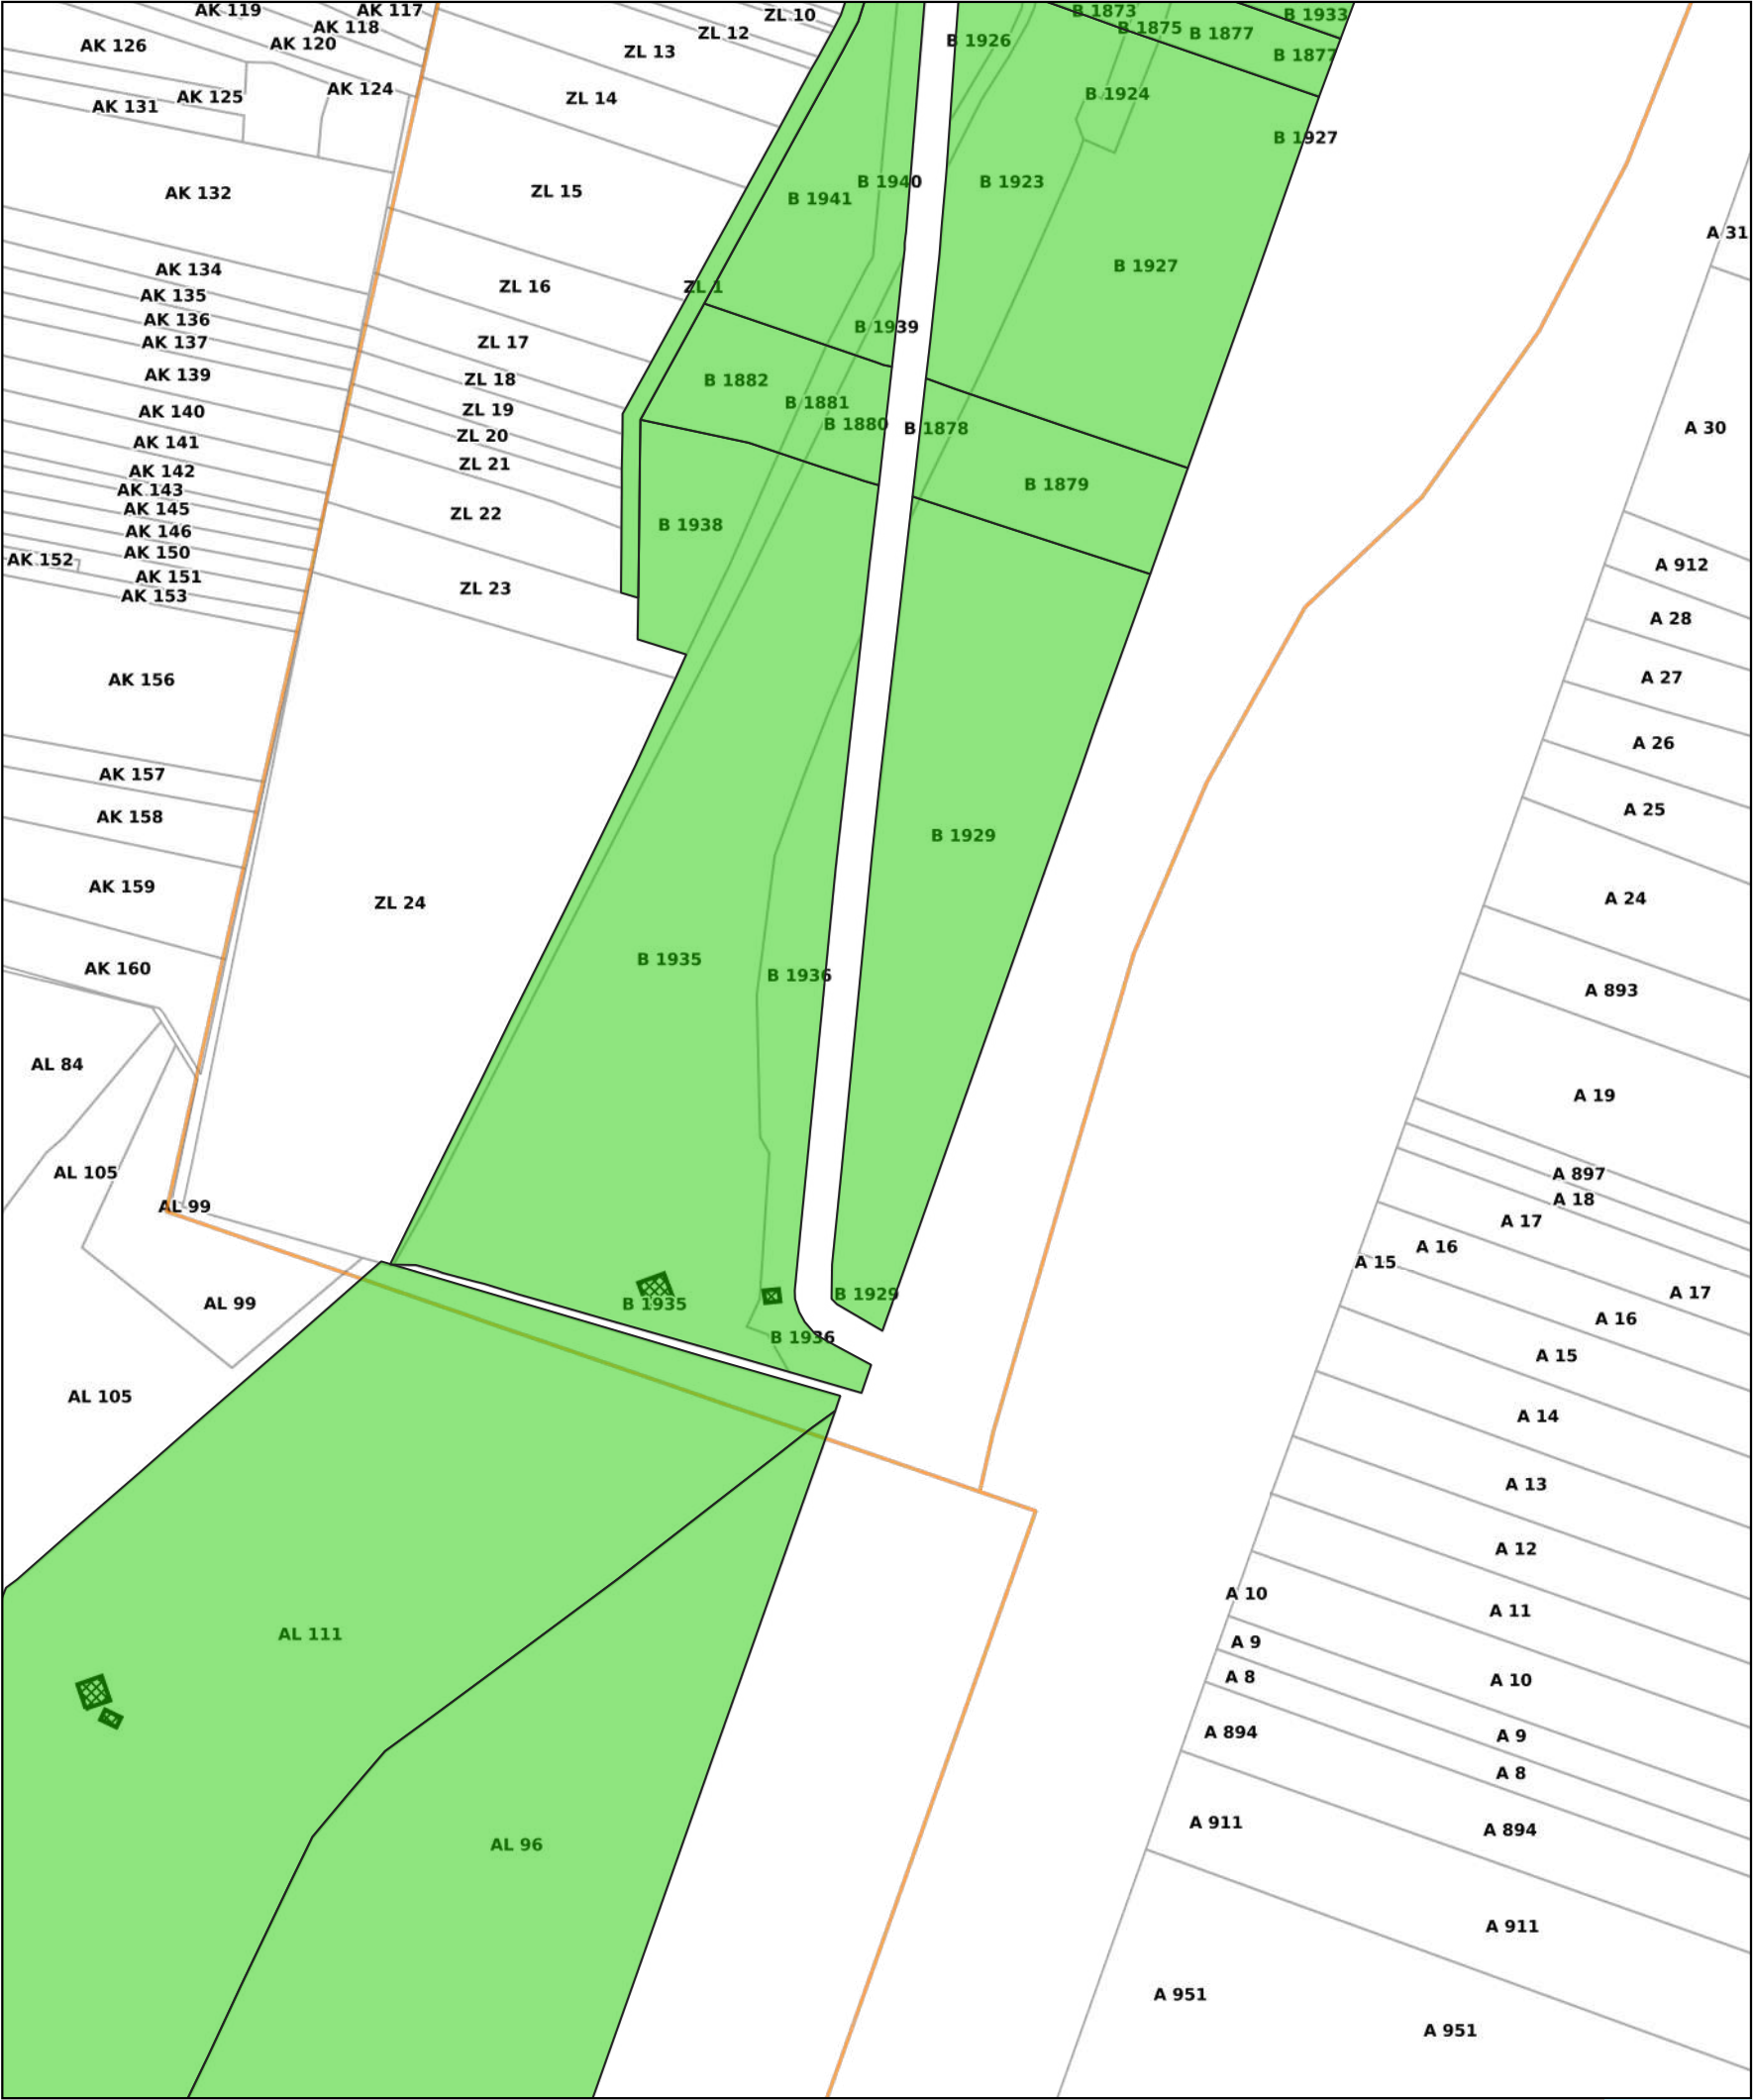 AK 119
AK 117
AK 118
ZL 10
B 1873
B 1933
AK 126
AK 120
ZL 12
B 1926
B 1875
B 1877
ZL 13
B 1877
AK 125
AK 124
AK 131
ZL 14
B 1924
B 1927
AK 132
ZL 15
B 1941
B 1940
B 1923
A 31
AK 134
B 1927
AK 135
ZL 16
ZL 1
AK 136
B 1939
AK 137
ZL 17
AK 139
ZL 18
B 1882
AK 140
ZL 19
B 1881
B 1880
B 1878
A 30
AK 141
ZL 20
AK 142
ZL 21
AK 143
B 1879
AK 145
ZL 22
AK 146
B 1938
AK 150
AK 152
A 912
AK 151
AK 153
ZL 23
A 28
AK 156
A 27
A 26
AK 157
AK 158
A 25
B 1929
AK 159
ZL 24
A 24
AK 160
B 1935
B 1936
A 893
AL 84
A 19
AL 105
A 897
AL 99
A 18
A 17
A 16
A 15
AL 99
B 1935
B 1929
A 17
A 16
B 1936
A 15
AL 105
A 14
A 13
A 12
A 10
A 11
AL 111
A 9
A 8
A 10
A 894
A 9
A 8
A 911
A 894
AL 96
A 911
A 951
A 951